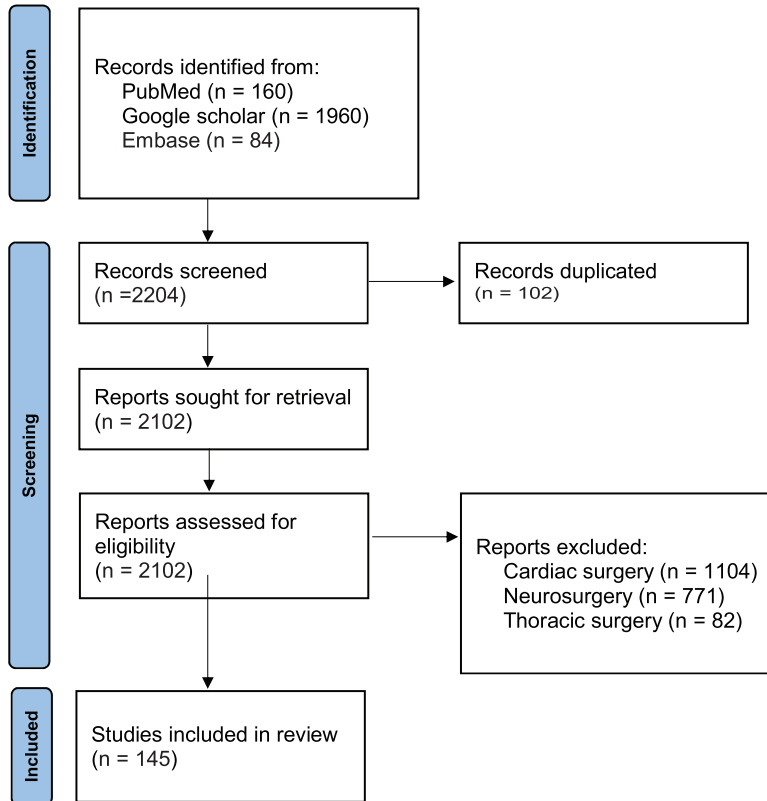 Identification
Records identified from:
PubMed (n = 160)
Google scholar (n = 1960)
Embase (n = 84)
Screening
Records screened
(n =2204)
Records duplicated
(n = 102)
Reports sought for retrieval
(n = 2102)
Reports assessed for
eligibility
(n = 2102)
Reports excluded:
Cardiac surgery (n = 1104)
Neurosurgery (n = 771)
Thoracic surgery (n = 82)
Included
Studies included in review
(n = 145)